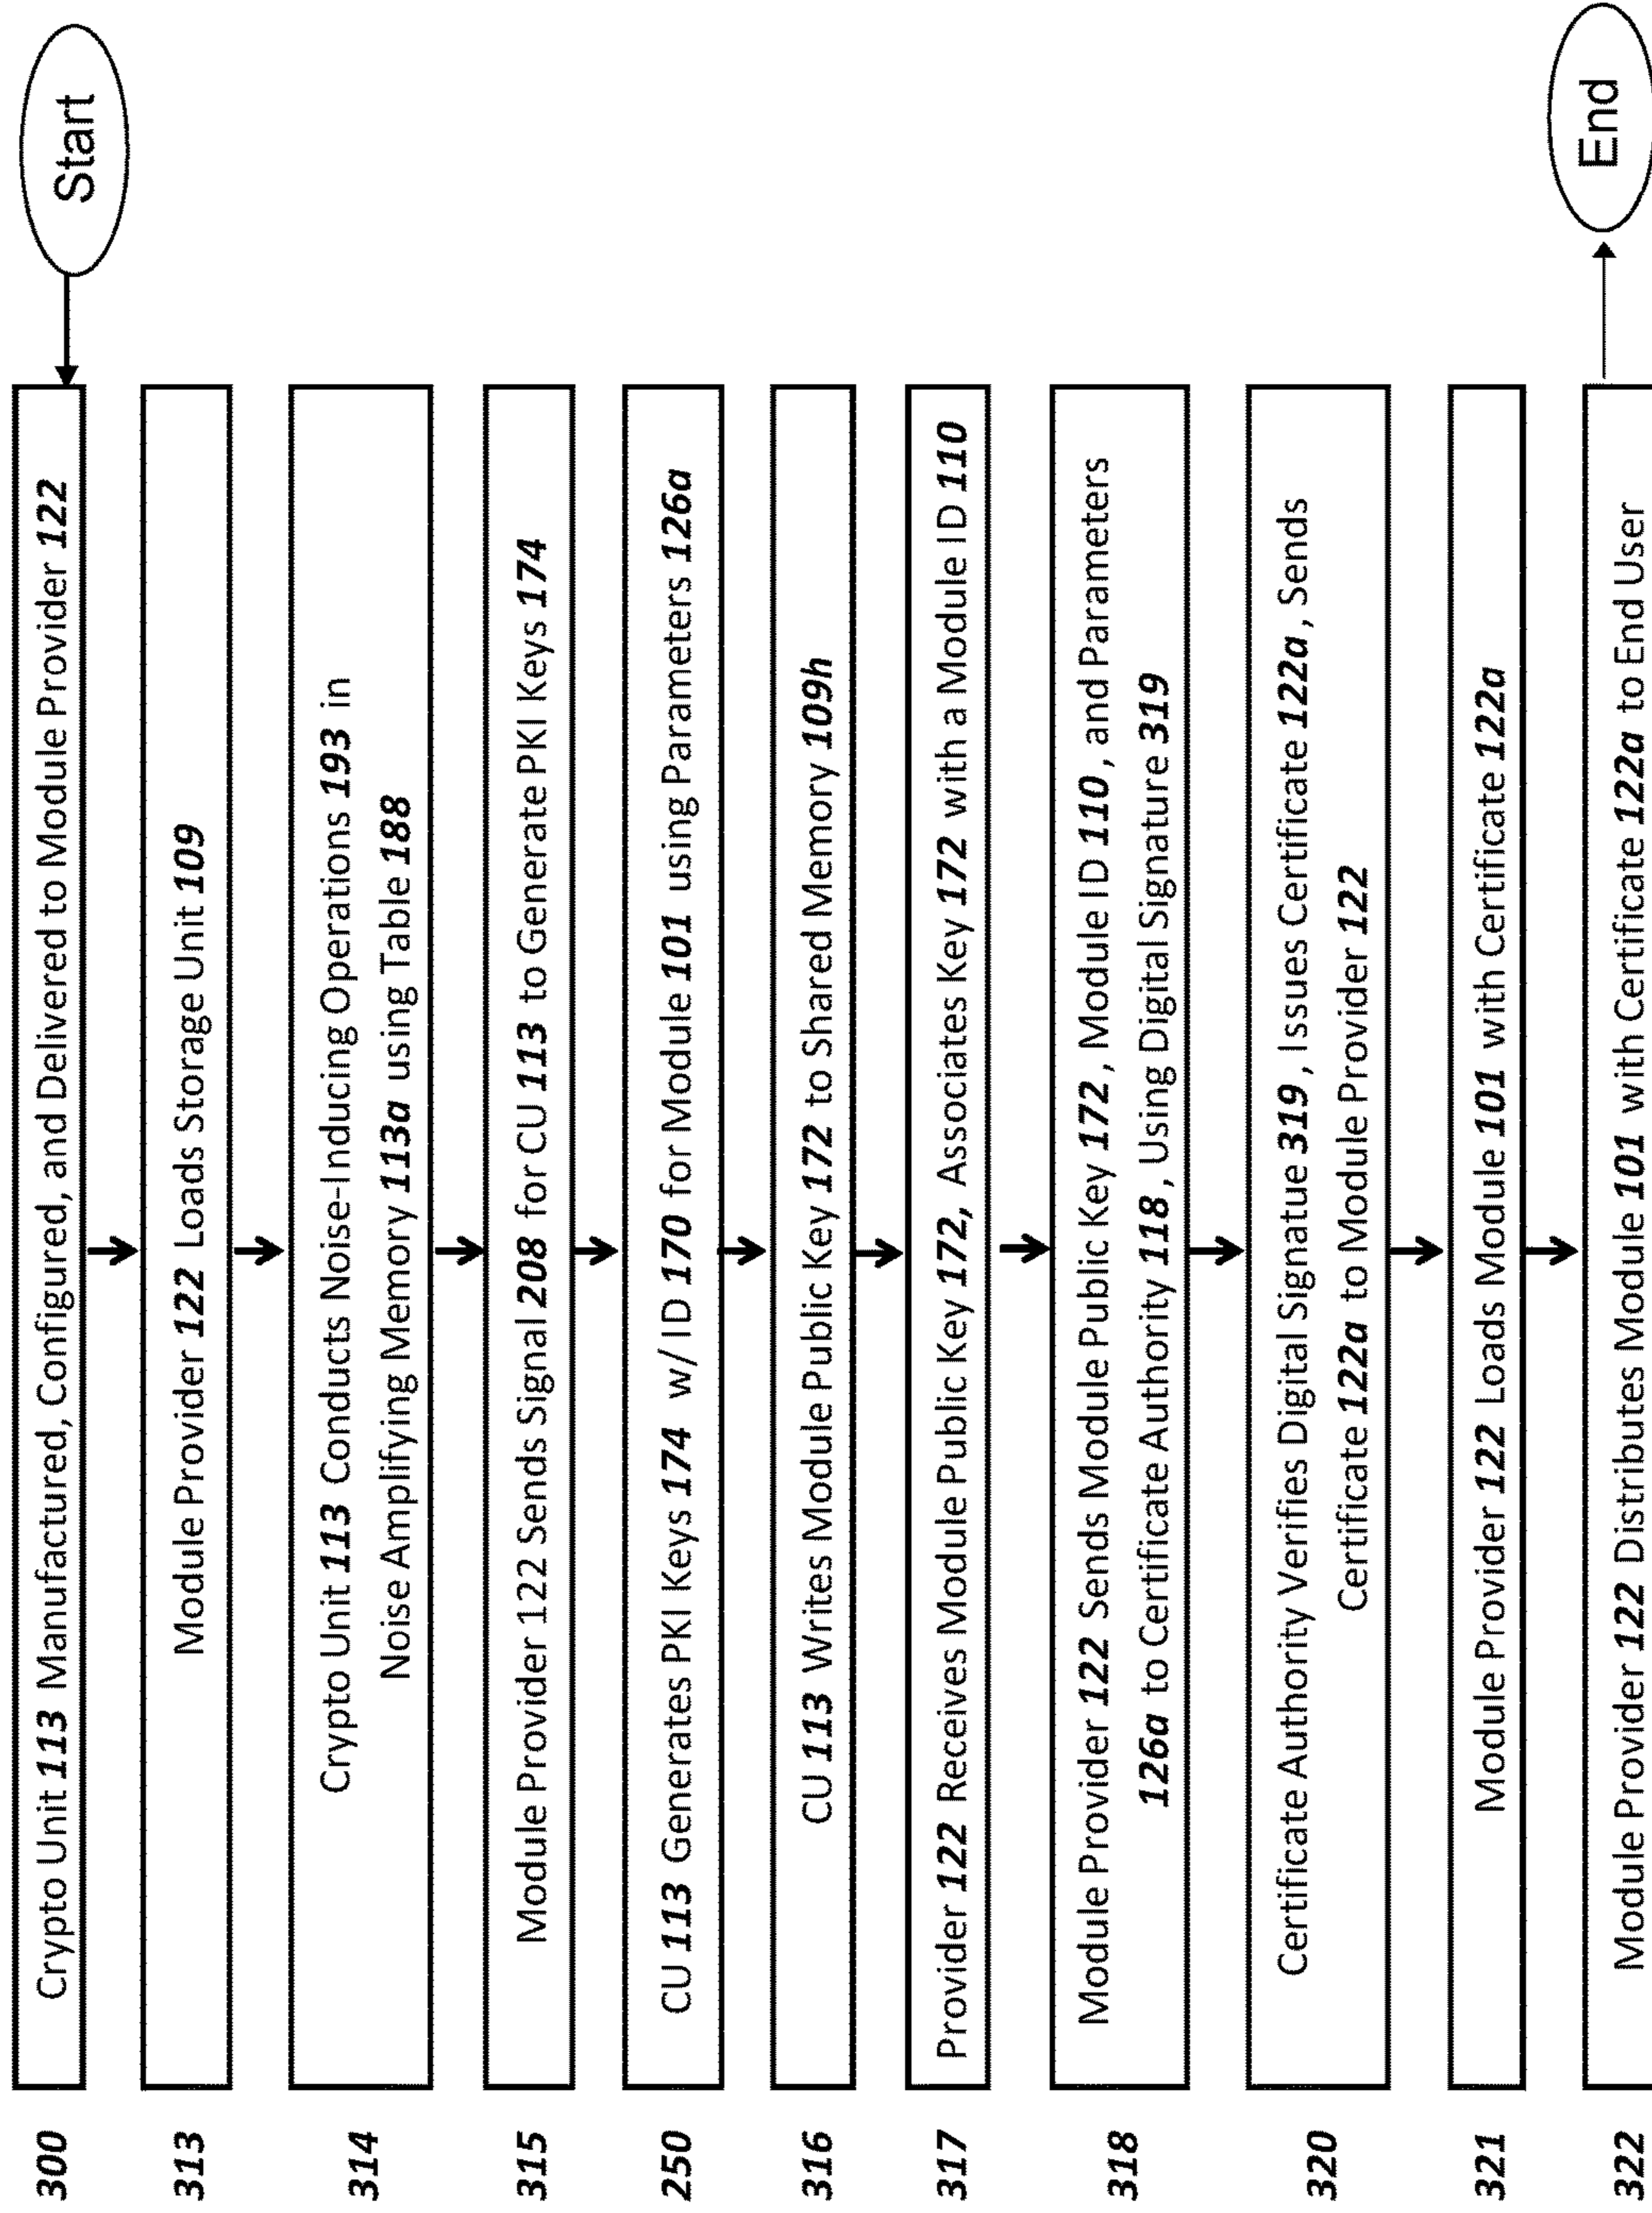 Start
300
Crypto Unit 113 Manufactured, Configured, and Delivered to Module Provider 122
313
Module Provider 122 Loads Storage Unit 109
314
Crypto Unit 113 Conducts Noise-Inducing Operations 193 in
Noise Amplifying Memory 113a using Table 188
315
Module Provider 122 Sends Signal 208 for CU 113 to Generate PKI Keys 174
250
CU 113 Generates PKI Keys 174 w/ ID 170 for Module 101 using Parameters 126a
316
CU 113 Writes Module Public Key 172 to Shared Memory 109h
317
Provider 122 Receives Module Public Key 172, Associates Key 172 with a Module ID 110
318
Module Provider 122 Sends Module Public Key 172, Module ID 110, and Parameters
126a to Certificate Authority 118, Using Digital Signature 319
320
Certificate Authority Verifies Digital Signatue 319, Issues Certificate 122a, Sends
Certificate 122a to Module Provider 122
321
Module Provider 122 Loads Module 101 with Certificate 122a
322
Module Provider 122 Distributes Module 101 with Certificate 122a to End User
End